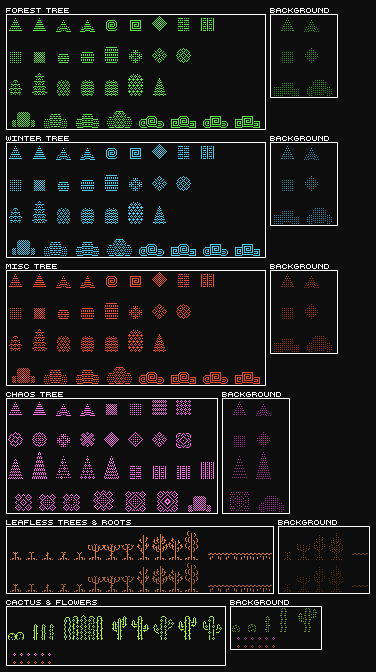 FOREST TREE
BACKGROUND
WINTER TREE
BACKGROUND
MISC TREE
BACKGROUND
CHAOS TREE
BACKGROUND
LEAFLESS TREES & ROOTS
BACKGROUND
CACTUS & FLOWERS
BACKGROUND